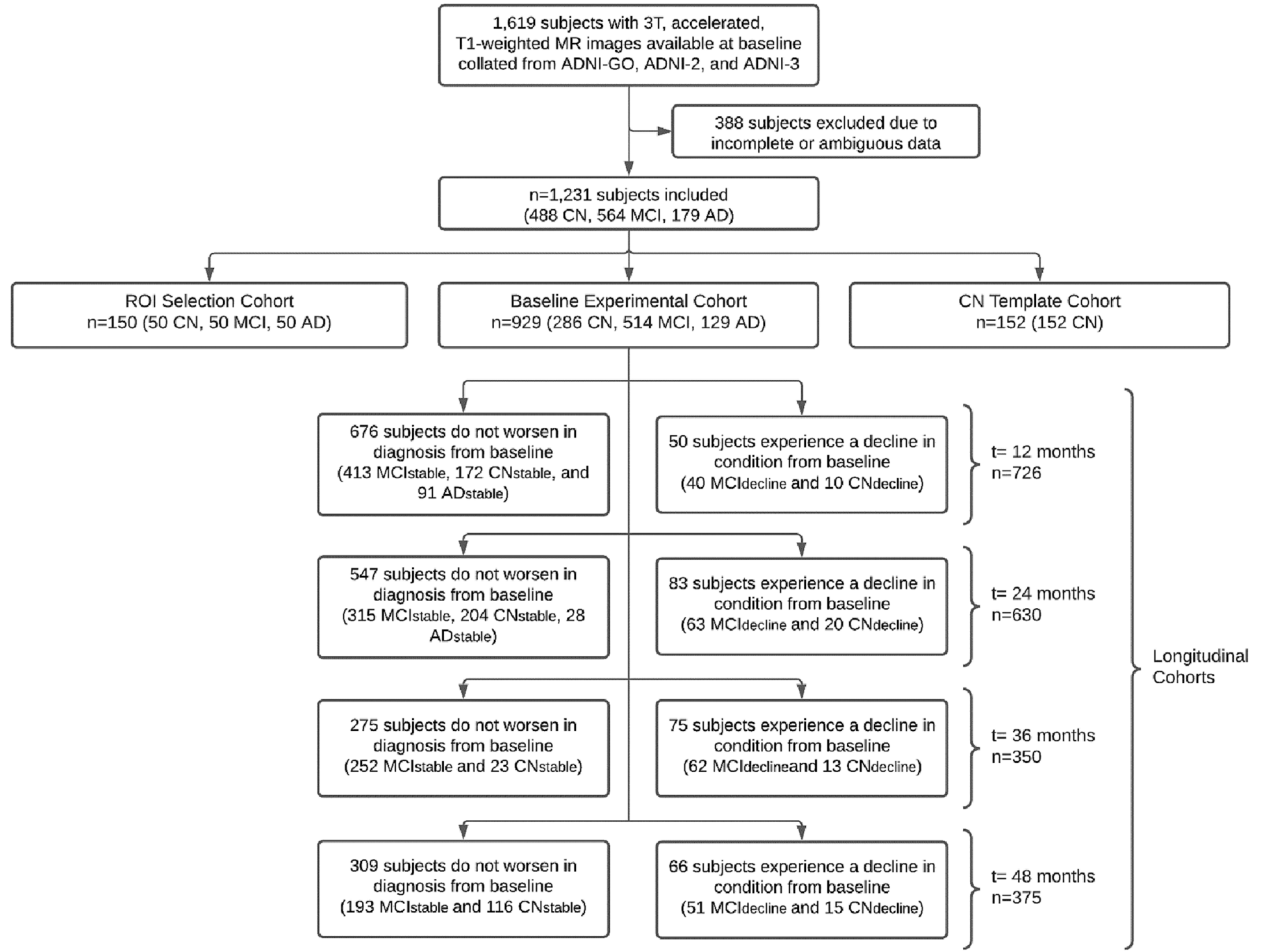 1,619 subjects with 3T, accelerated,
T1-weighted MR images available at baseline
collated from ADNI-GO, ADNI-2, and ADNI-3
388 subjects excluded due to
incomplete or ambiguous data
n=1,231 subjects included
(488 CN, 564 MCI, 179 AD)
ROI Selection Cohort
n=150 (50 CN, 50 MCI, 50 AD)
Baseline Experimental Cohort
n=929 (286 CN, 514 MCI, 129 AD)
CN Template Cohort
n=152 (152 CN)
676 subjects do not worsen in
diagnosis from baseline
(413 MCIstable, 172 CNstable, and
91 ADstable)
50 subjects experience a decline in
condition from baseline
(40 MCIdecline and 10 CNdecline)
t= 12 months
n=726
547 subjects do not worsen in
diagnosis from baseline
(315 MCIstable, 204 CNstable, 28
ADstable)
83 subjects experience a decline in
condition from baseline
(63 MCIdecline and 20 CNdecline)
t= 24 months
n=630
Longitudinal
Cohorts
275 subjects do not worsen in
diagnosis from baseline
(252 MCIstable and 23 CNstable)
75 subjects experience a decline in
condition from baseline
(62 MCIdeclineand 13 CNdecline)
t= 36 months
n=350
309 subjects do not worsen in
diagnosis from baseline
(193 MCIstable and 116 CNstable)
66 subjects experience a decline in
condition from baseline
(51 MCIdecline and 15 CNdecline)
t= 48 months
n=375